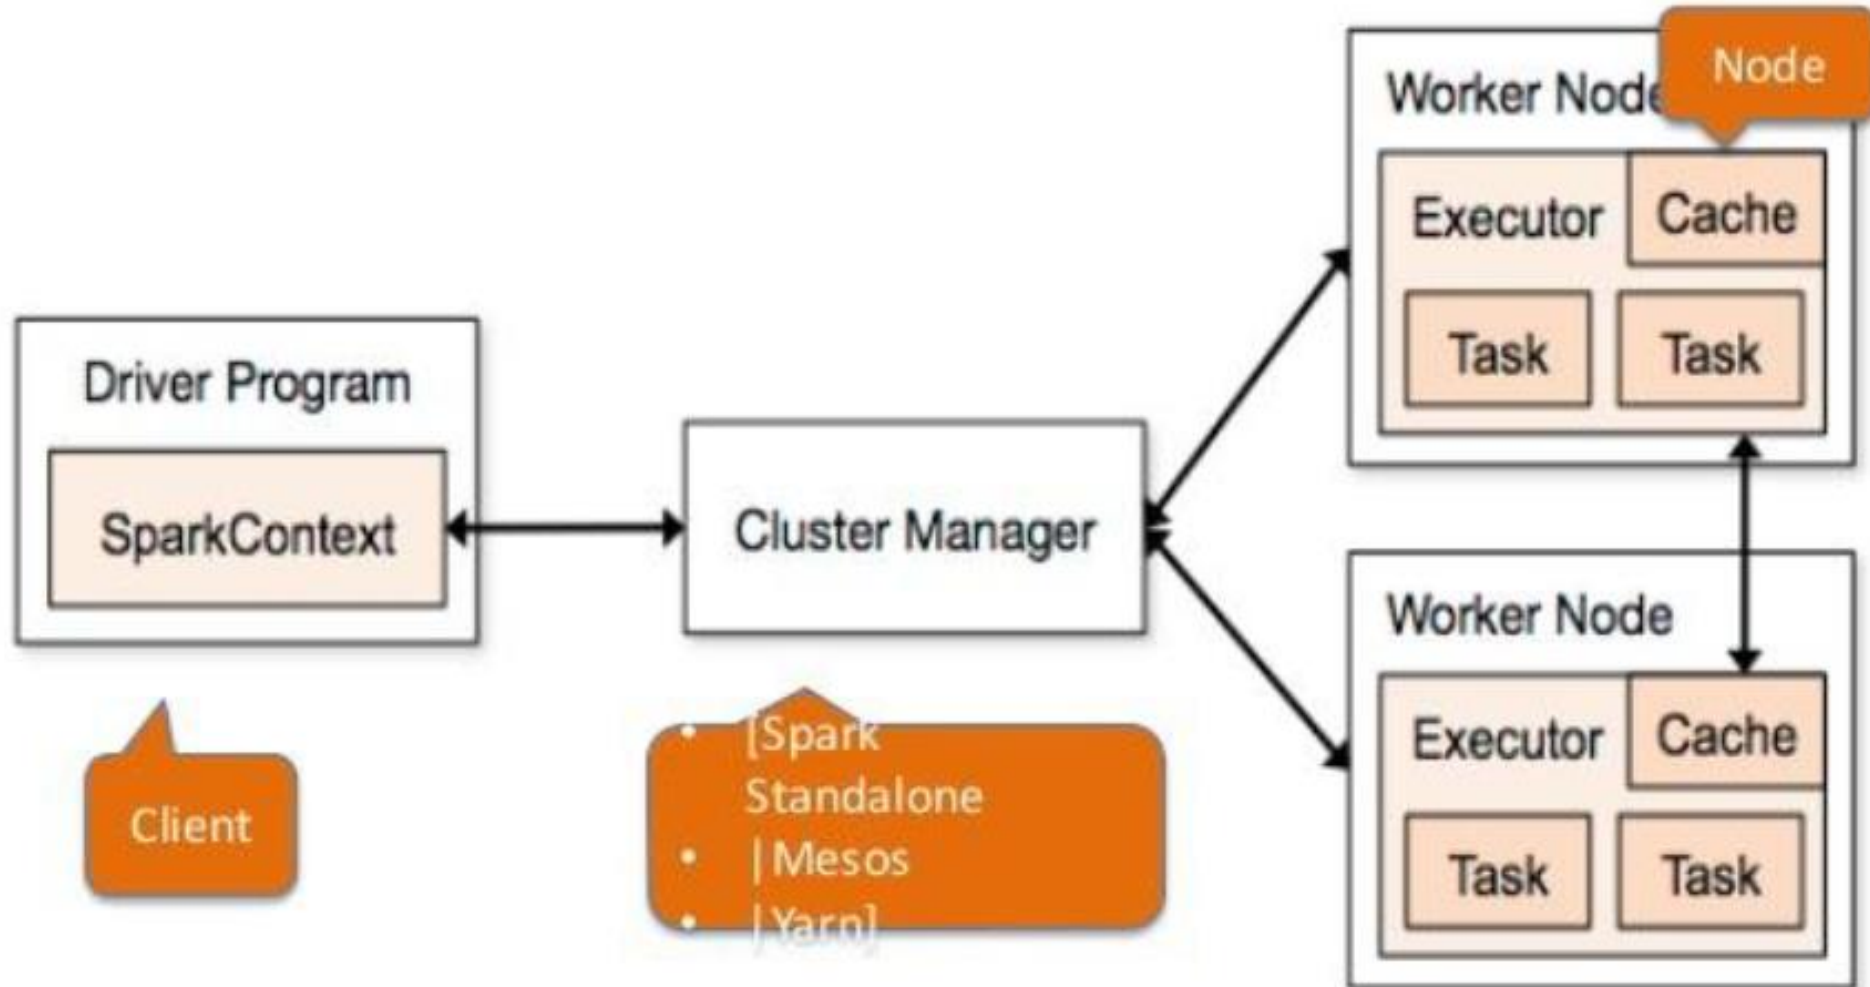 Driver Program
SparkContext
Client
Cluster Manager
• [Spark
Standalone
• |Mesos
• |Yarn]
Worker Node
Node
Executor
Cache
Task
Task
Worker Node
Executor
Cache
Task
Task